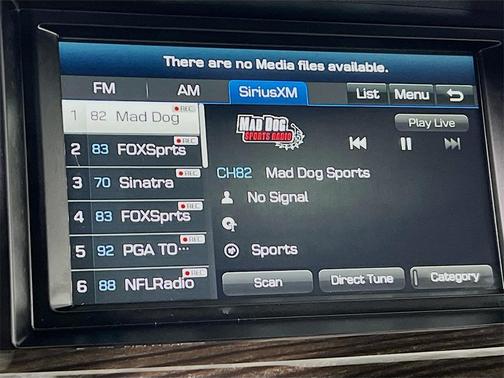 There are no Media files available.
FM AM SiriusXM List Menu
1 82 Mad Dog REC
2 83 FOXSprts REC
3 70 Sinatra REC
4 83 FOXSprts REC
5 92 PGA TO··· REC
6 88 NFLRadio REC
MAD DOG
SPORTS RADIO
Play Live
CH82 Mad Dog Sports
No Signal
Sports
Scan Direct Tune Category